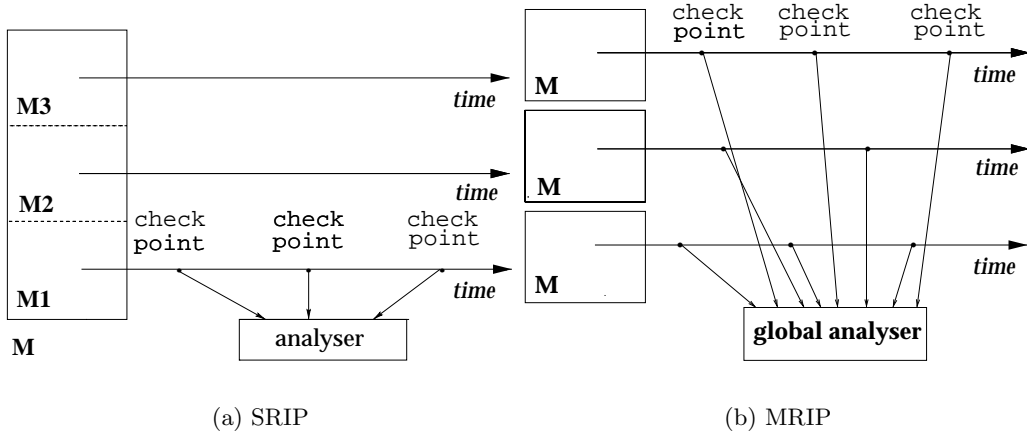 M3
time
M2
time
check point
check point
check point
M1
time
analyser
M
(a) SRIP
check point
check point
check point
M
time
M
time
M
time
global analyser
(b) MRIP